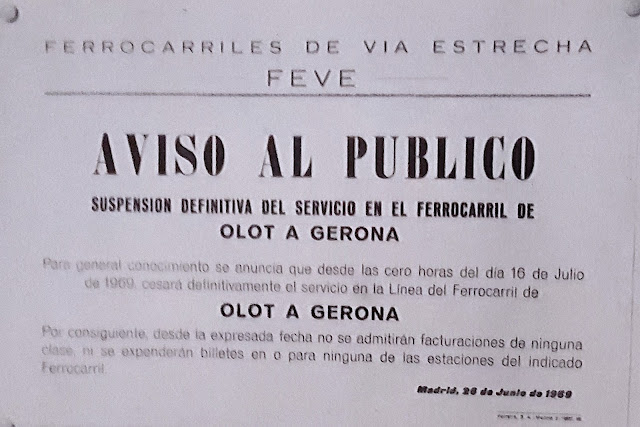 FERROCARRILES DE VIA ESTRECHA
FEVE
AVISO AL PUBLICO
SUSPENSION DEFINITIVA DEL SERVICIO EN EL FERROCARRIL DE
OLOT A GERONA
Para general conocimiento se anuncia que desde las cero horas del día 16 de Julio
de 1969, cesará definitivamente el servicio en la Línea del Ferrocarril de
OLOT A GERONA
Por consiguiente, desde la expresada fecha no se admitirán facturaciones de ninguna
clase, ni se expenderán billetes en o para ninguna de las estaciones del indicado
Ferrocarril.
Madrid, 26 de Junio de 1969